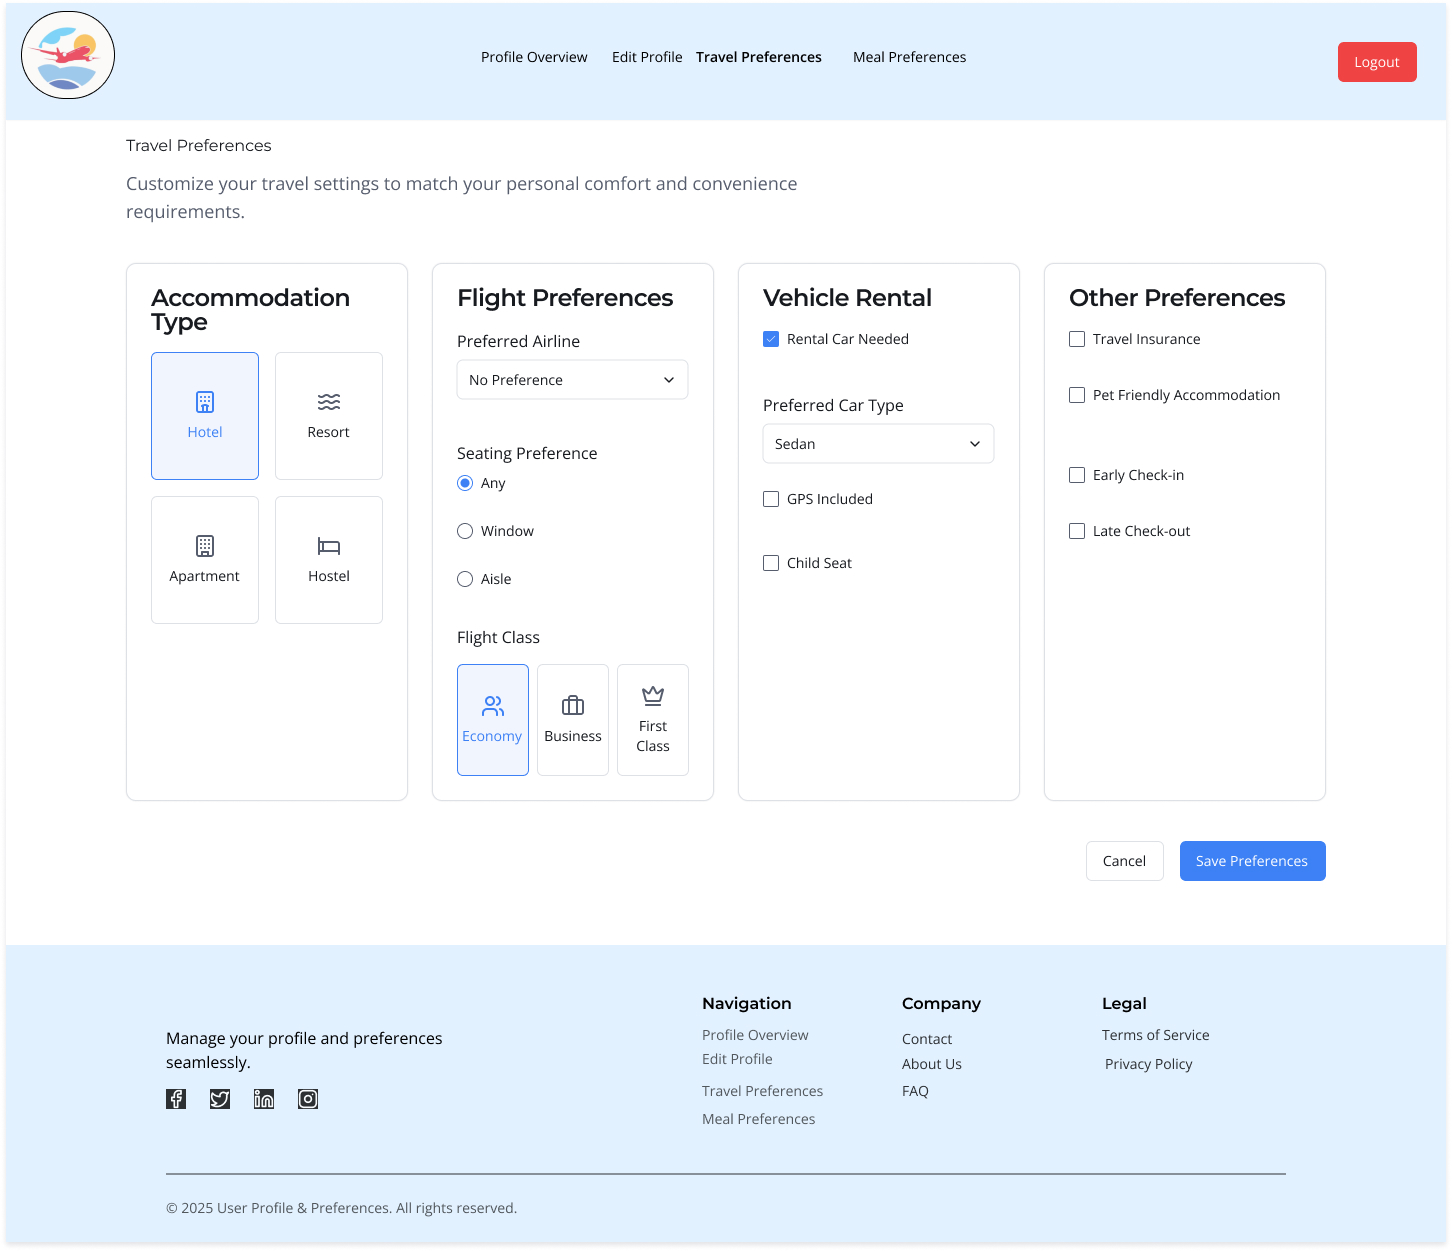 Profile Overview
Edit Profile
Travel Preferences
Meal Preferences
Logout
Travel Preferences
Customize your travel settings to match your personal comfort and convenience
requirements.
Accommodation
Type
Hotel
Resort
Apartment
Hostel
Flight Preferences
Preferred Airline
No Preference
Seating Preference
Any
Window
Aisle
Flight Class
Economy
Business
First
Class
Vehicle Rental
Rental Car Needed
Preferred Car Type
Sedan
GPS Included
Child Seat
Other Preferences
Travel Insurance
Pet Friendly Accommodation
Early Check-in
Late Check-out
Cancel
Save Preferences
Manage your profile and preferences
seamlessly.
Navigation
Profile Overview
Edit Profile
Travel Preferences
Meal Preferences
Company
Contact
About Us
FAQ
Legal
Terms of Service
Privacy Policy
© 2025 User Profile & Preferences. All rights reserved.